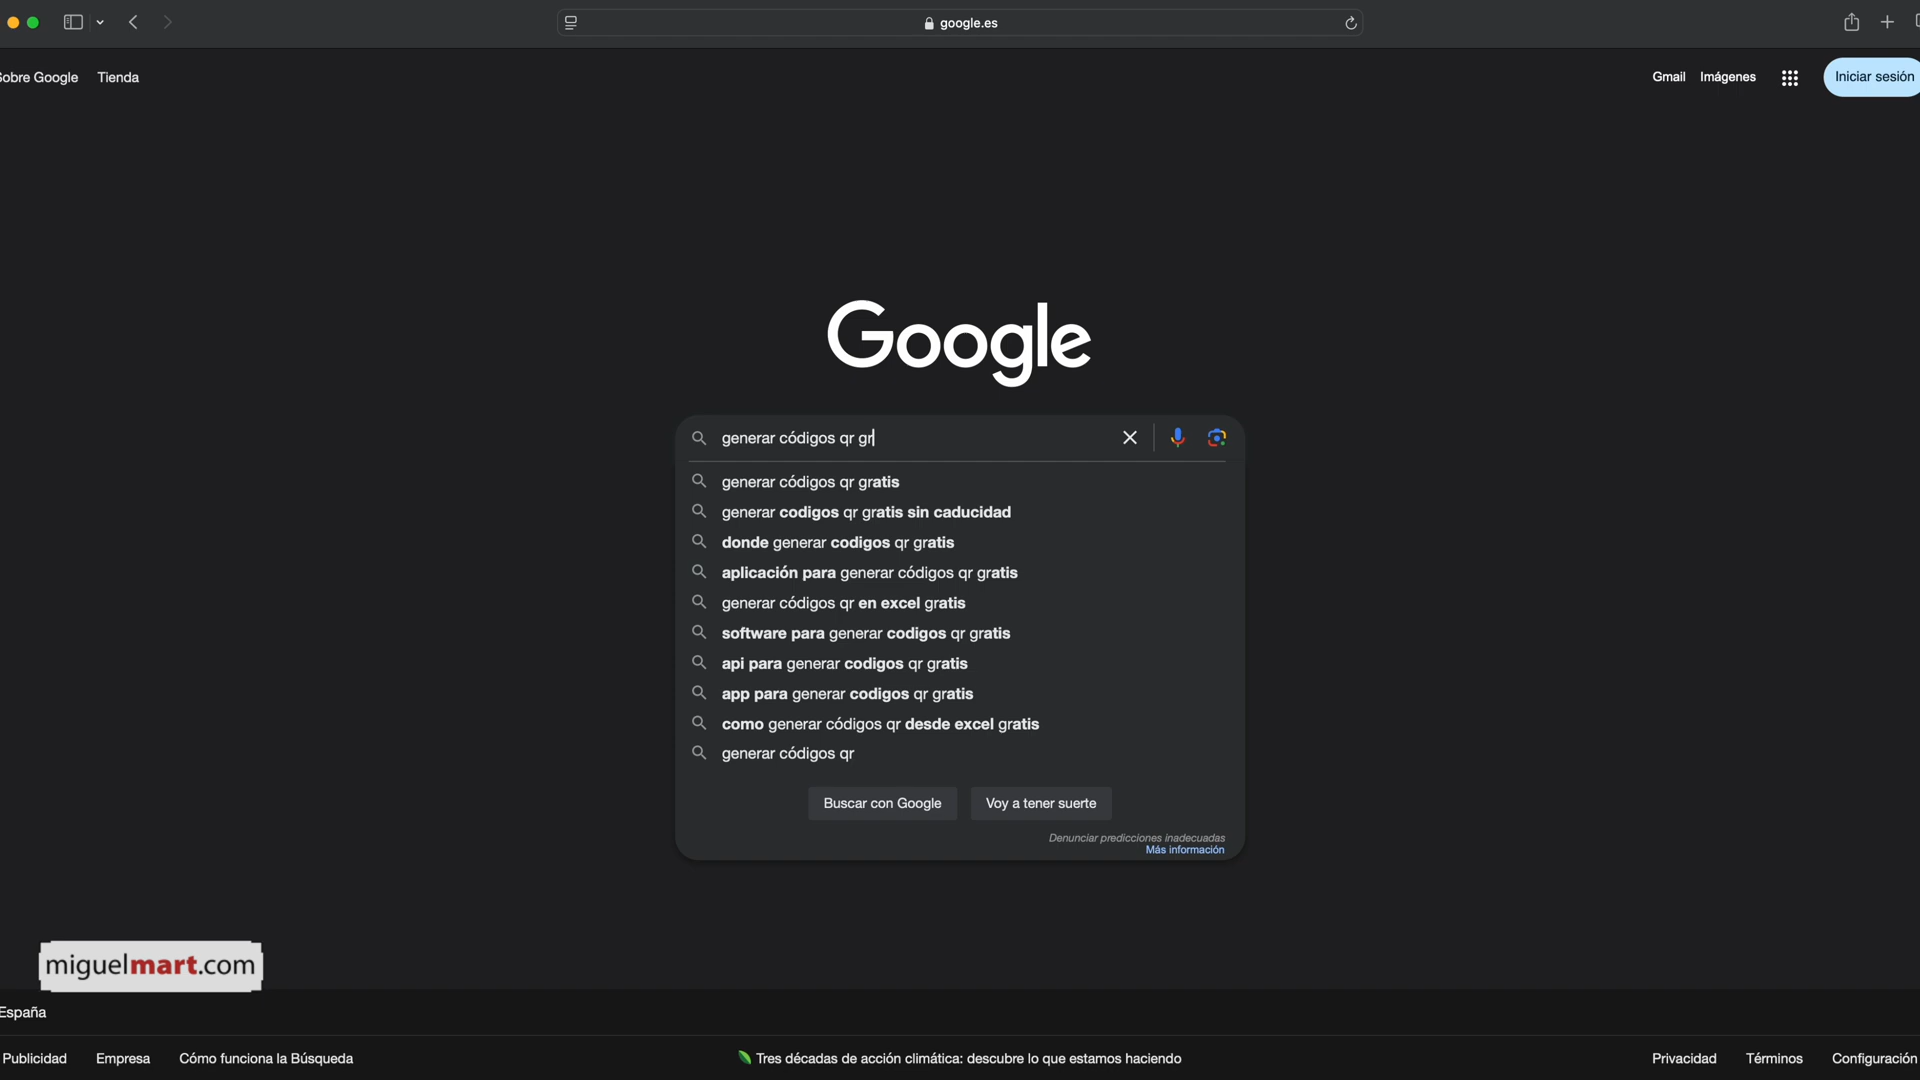 google.es
Sobre Google Tienda
Gmail Imágenes Iniciar sesión
Google
generar códigos qr gr
generar códigos qr gratis
generar codigos qr gratis sin caducidad
donde generar codigos qr gratis
aplicación para generar códigos qr gratis
generar códigos qr en excel gratis
software para generar codigos qr gratis
api para generar codigos qr gratis
app para generar codigos qr gratis
como generar códigos qr desde excel gratis
generar códigos qr
Buscar con Google Voy a tener suerte
Denunciar predicciones inadecuadas
Más información
miguelmart.com
España
Publicidad Empresa Cómo funciona la Búsqueda Tres décadas de acción climática: descubre lo que estamos haciendo Privacidad Términos Configuración